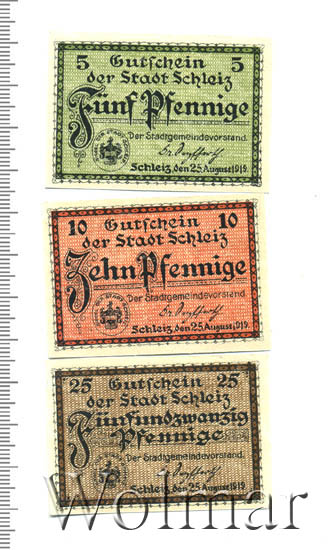 5 Gutschein 5
der Stadt Schleiz
Fünf Pfennige
Der Stadtgemeindevorstand.
Schleiz, den 25. August 1919.
10 Gutschein 10
der Stadt Schleiz
Zehn Pfennige
Der Stadtgemeindevorstand.
Schleiz, den 25. August, 1919.
25 Gutschein 25
der Stadt Schleiz
Fünfundzwanzig
Pfennige
Der Stadtgemeindevorstand.
Schleiz, den 25. August 1919.
Wolmar